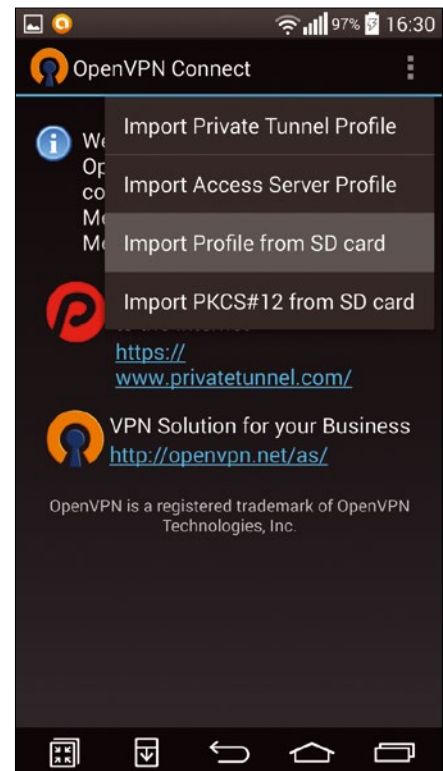 97% 16:30
OpenVPN Connect
Import Private Tunnel Profile
Import Access Server Profile
Import Profile from SD card
Import PKCS#12 from SD card
https://
www.privatetunnel.com/
VPN Solution for your Business
http://openvpn.net/as/
OpenVPN is a registered trademark of OpenVPN
Technologies, Inc.